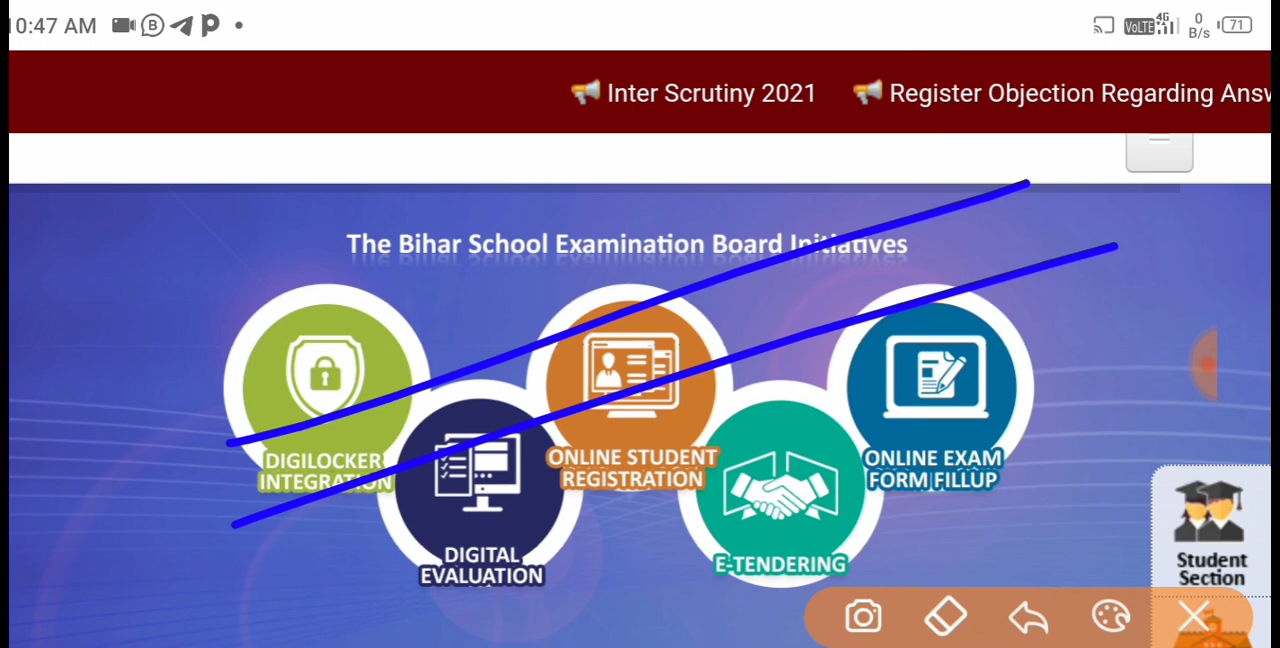 0:47 AM
VoLTE 4G 0 B/s 71
Inter Scrutiny 2021 Register Objection Regarding Answ
The Bihar School Examination Board Initiatives
DIGILOCKER
INTEGRATION
DIGITAL
EVALUATION
ONLINE STUDENT
REGISTRATION
E-TENDERING
ONLINE EXAM
FORM FILLUP
Student
Section